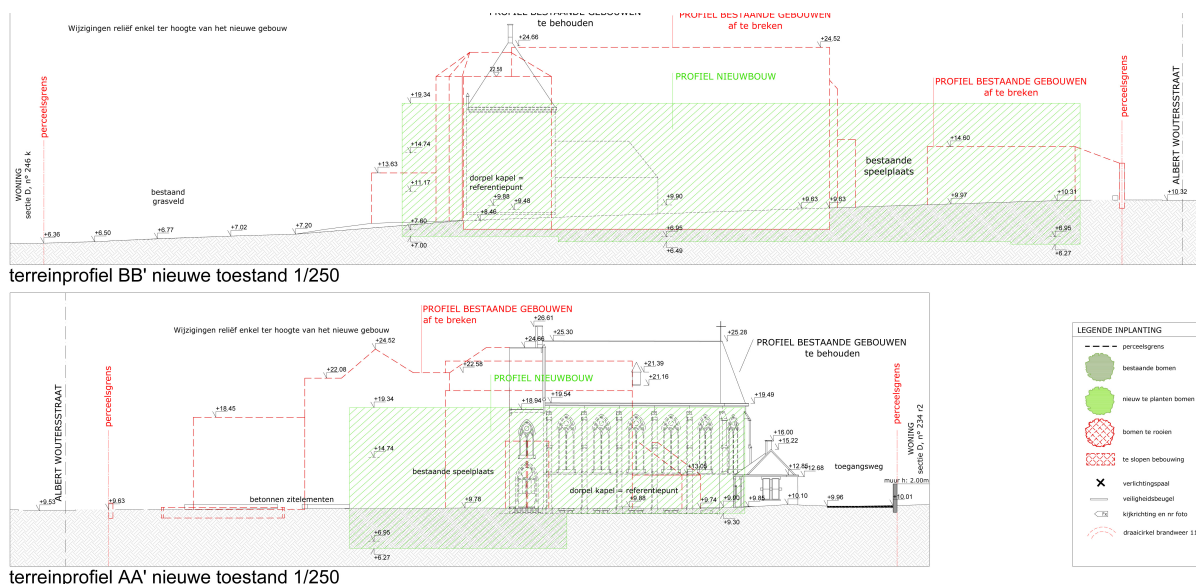 PROFIEL BESTAANDE GEBOUWEN
te behouden
PROFIEL BESTAANDE GEBOUWEN
af te breken
Wijzigingen reliëf enkel ter hoogte van het nieuwe gebouw
+24.66
+24.52
22.56
PROFIEL NIEUWBOUW
PROFIEL BESTAANDE GEBOUWEN
af te breken
perceelsgrens
perceelsgrens
+19.34
+14.74
+14.60
+13.63
+11.17
WONING
sectie D, n° 246 k
bestaand
grasveld
dorpel kapel =
referentiepunt
bestaande
speelplaats
ALBERT WOUTERSSTRAAT
+9.88
+9.48
+8.46
+9.90
+9.63
+9.63
+9.97
+10.31
+10.32
+6.36
+6.50
+6.77
+7.02
+7.20
+7.60
+7.00
+6.95
+6.49
+6.95
+6.27
terreinprofiel BB' nieuwe toestand 1/250
Wijzigingen reliëf enkel ter hoogte van het nieuwe gebouw
PROFIEL BESTAANDE GEBOUWEN
af te breken
+26.61
+25.30
+25.28
+24.66
+24.52
PROFIEL BESTAANDE GEBOUWEN
te behouden
+22.08
+22.58
+21.39
+21.16
PROFIEL NIEUWBOUW
+19.34
+18.94
+19.54
+19.49
+18.45
ALBERT WOUTERSSTRAAT
perceelsgrens
perceelsgrens
WONING
sectie D, n° 234 r2
+16.00
+15.22
+14.74
+13.05
+12.85
+12.68
bestaande speelplaats
toegangsweg
muur h: 2.00m
dorpel kapel = referentiepunt
betonnen zitelementen
+9.53
+9.63
+9.78
+9.88
+9.74
+9.90
+9.85
+10.10
+9.96
+10.01
+9.30
+6.95
+6.27
terreinprofiel AA' nieuwe toestand 1/250
LEGENDE INPLANTING
perceelsgrens
bestaande bomen
nieuw te planten bomen
bomen te rooien
te slopen bebouwing
verlichtingspaal
veiligheidsbeugel
kijkrichting en nr foto
draaicirkel brandweer 11